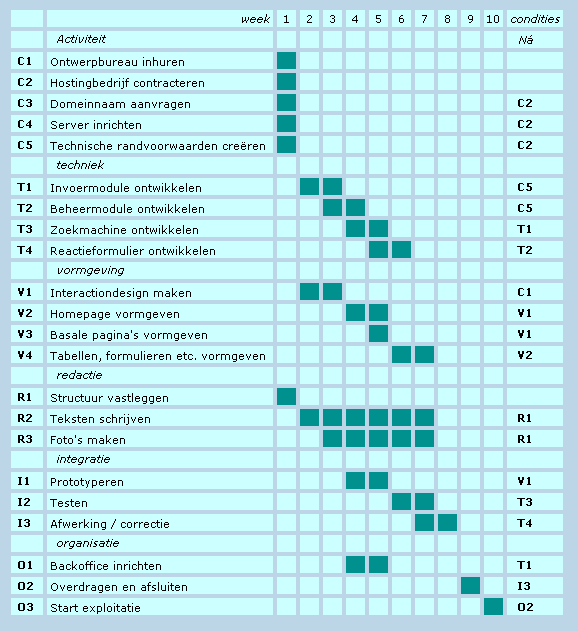 week 1 2 3 4 5 6 7 8 9 10 condities
Activiteit Ná
C1 Ontwerpbureau inhuren
C2 Hostingbedrijf contracteren
C3 Domeinnaam aanvragen C2
C4 Server inrichten C2
C5 Technische randvoorwaarden creëren C2
techniek
T1 Invoermodule ontwikkelen C5
T2 Beheermodule ontwikkelen C5
T3 Zoekmachine ontwikkelen T1
T4 Reactieformulier ontwikkelen T2
vormgeving
V1 Interactiondesign maken C1
V2 Homepage vormgeven V1
V3 Basale pagina's vormgeven V1
V4 Tabellen, formulieren etc. vormgeven V2
redactie
R1 Structuur vastleggen
R2 Teksten schrijven R1
R3 Foto's maken R1
integratie
I1 Prototyperen V1
I2 Testen T3
I3 Afwerking / correctie T4
organisatie
O1 Backoffice inrichten T1
O2 Overdragen en afsluiten I3
O3 Start exploitatie O2